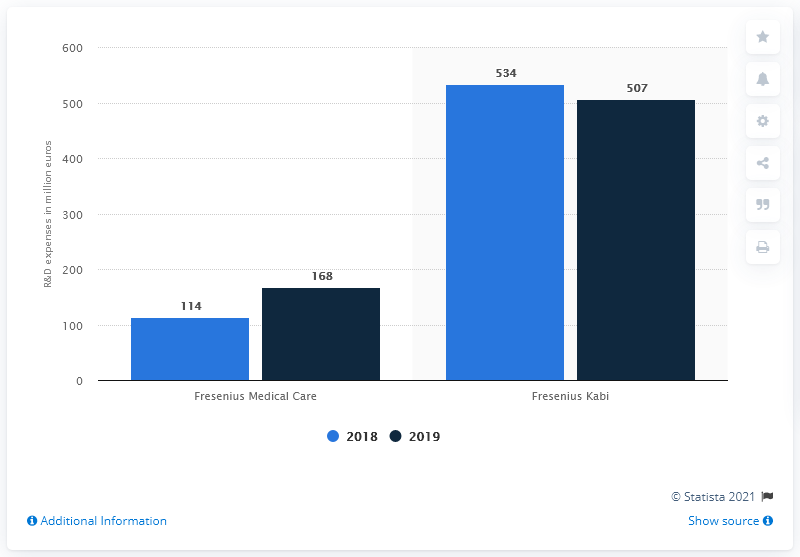 600
534
507
500
400
R&D expenses in million euros
300
200
168
114
100
0
Fresenius Medical Care
Fresenius Kabi
2018 2019
© Statista 2021
Additional Information
Show source